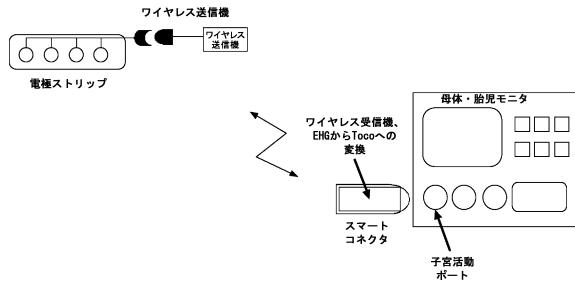 ワイヤレス送信機
ワイヤレス
送信機
電極ストリップ
母体・胎児モニタ
ワイヤレス受信機、
EHGからTocoへの
変換
スマート
コネクタ
子宮活動
ポート